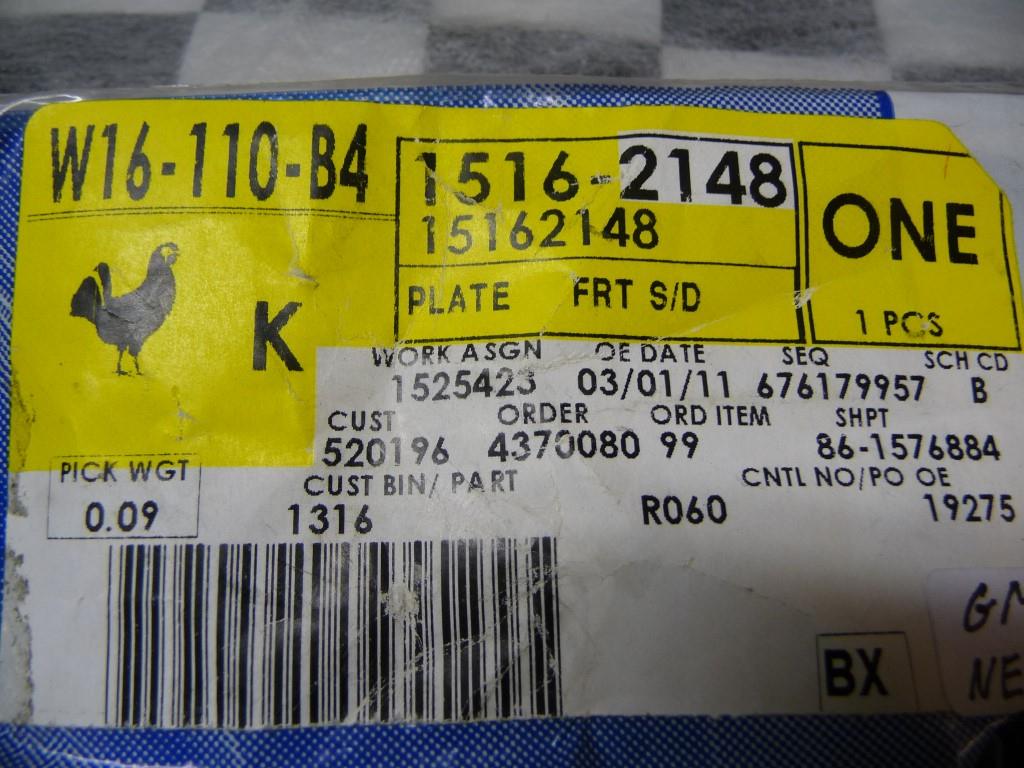 W16-110-B4
1516-2148
15162148
PLATE FRT S/D
ONE
1 PCS
K
WORK ASGN OE DATE SEQ SCH CD
1525423 03/01/11 676179957 B
CUST ORDER ORD ITEM SHPT
520196 4370080 99 86-1576884
PICK WGT
0.09
CUST BIN/ PART CNTL NO/PO OE
1316 R060 19275
BX